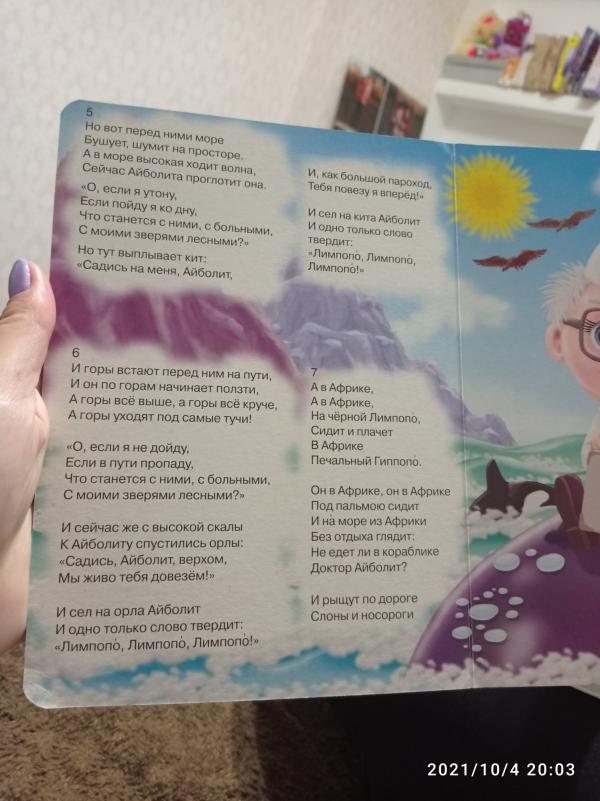 5
Но вот перед ними море
Бушует, шумит на просторе.
А в море высокая ходит волна,
Сейчас Айболита проглотит она.
«О, если я утону,
Если пойду я ко дну,
Что станется с ними, с больными,
С моими зверями лесными?»
Но тут выплывает кит:
«Садись на меня, Айболит,
И, как большой пароход,
Тебя повезу я вперёд!»
И сел на кита Айболит
И одно только слово
твердит:
«Лимпопо́, Лимпопо́,
Лимпопо́!»
6
И горы встают перед ним на пути,
И он по горам начинает ползти,
А горы всё выше, а горы всё круче,
А горы уходят под самые тучи!
«О, если я не дойду,
Если в пути пропаду,
Что станется с ними, с больными,
С моими зверями лесными?»
И сейчас же с высокой скалы
К Айболиту спустились орлы:
«Садись, Айболит, верхом,
Мы живо тебя довезём!»
И сел на орла Айболит
И одно только слово твердит:
«Лимпопо́, Лимпопо́, Лимпопо́!»
7
А в Африке,
А в Африке,
На чёрной Лимпопо́,
Сидит и плачет
В Африке
Печальный Гиппопо́.
Он в Африке, он в Африке
Под пальмою сидит
И на́ море из Африки
Без отдыха глядит:
Не едет ли в кораблике
Доктор Айболит?
И рыщут по дороге
Слоны и носороги
2021/10/4 20:03